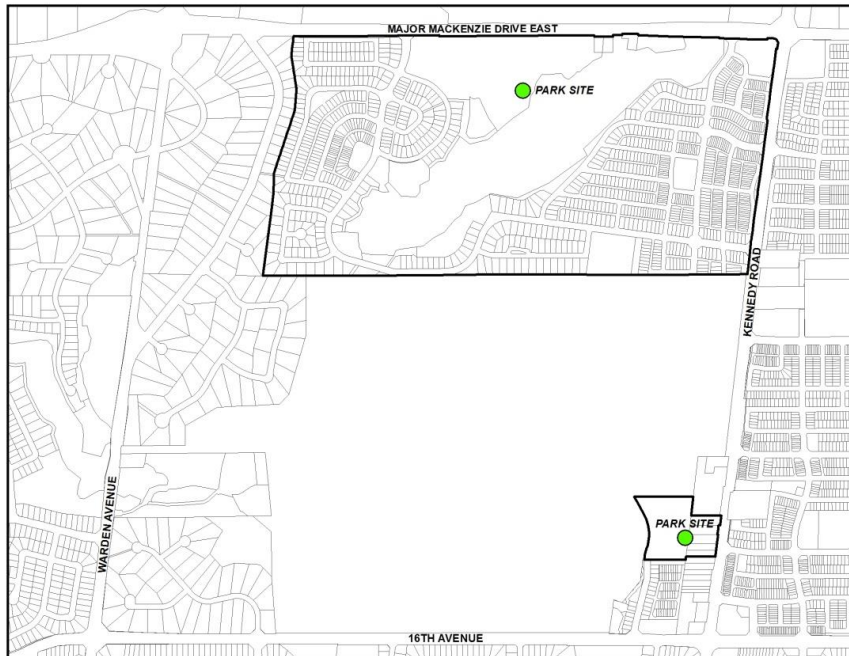 MAJOR MACKENZIE DRIVE EAST
PARK SITE
KENNEDY ROAD
WARDEN AVENUE
PARK SITE
16TH AVENUE